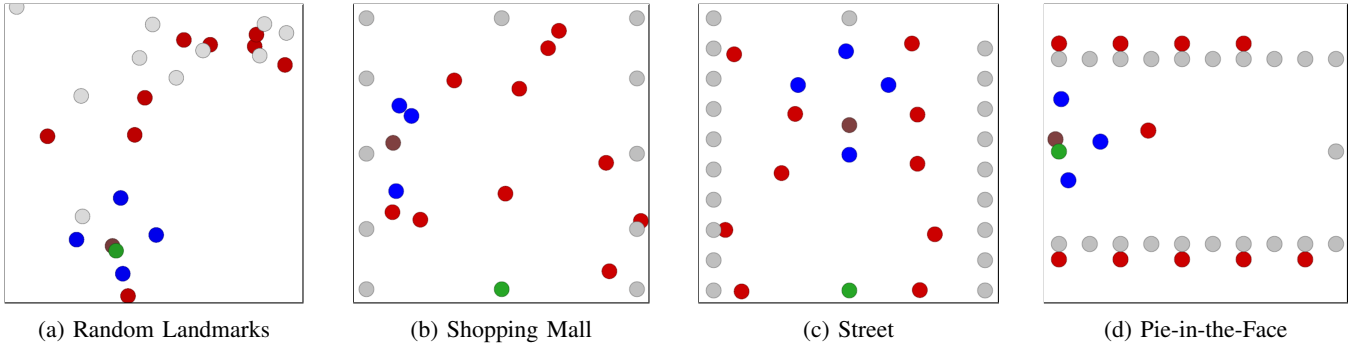 (a) Random Landmarks
(b) Shopping Mall
(c) Street
(d) Pie-in-the-Face